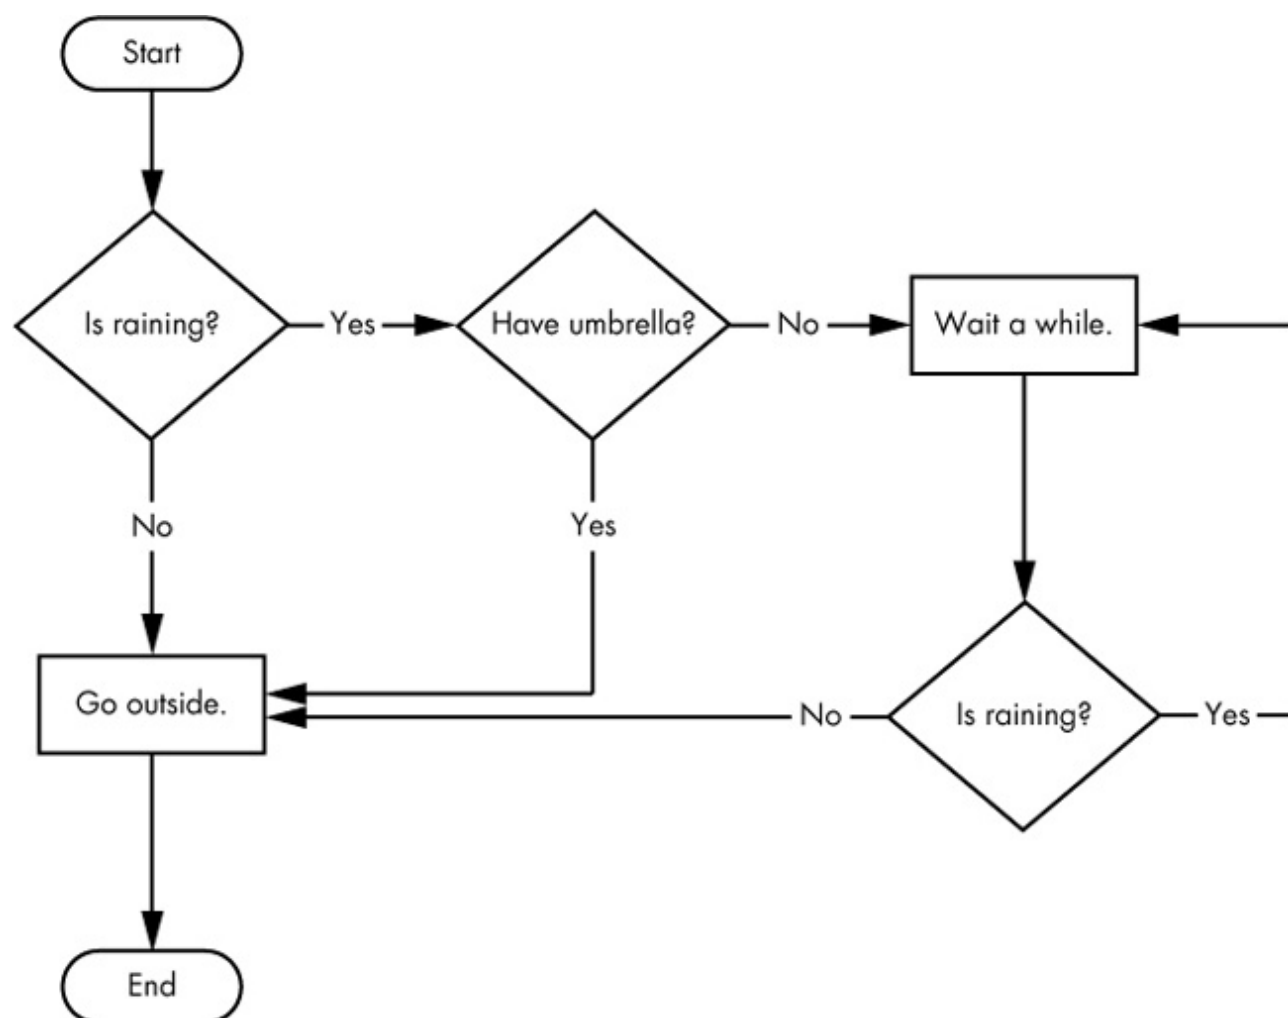 Start
Is raining?
Yes
Have umbrella?
No
Wait a while.
No
Yes
Go outside.
No
Is raining?
Yes
End